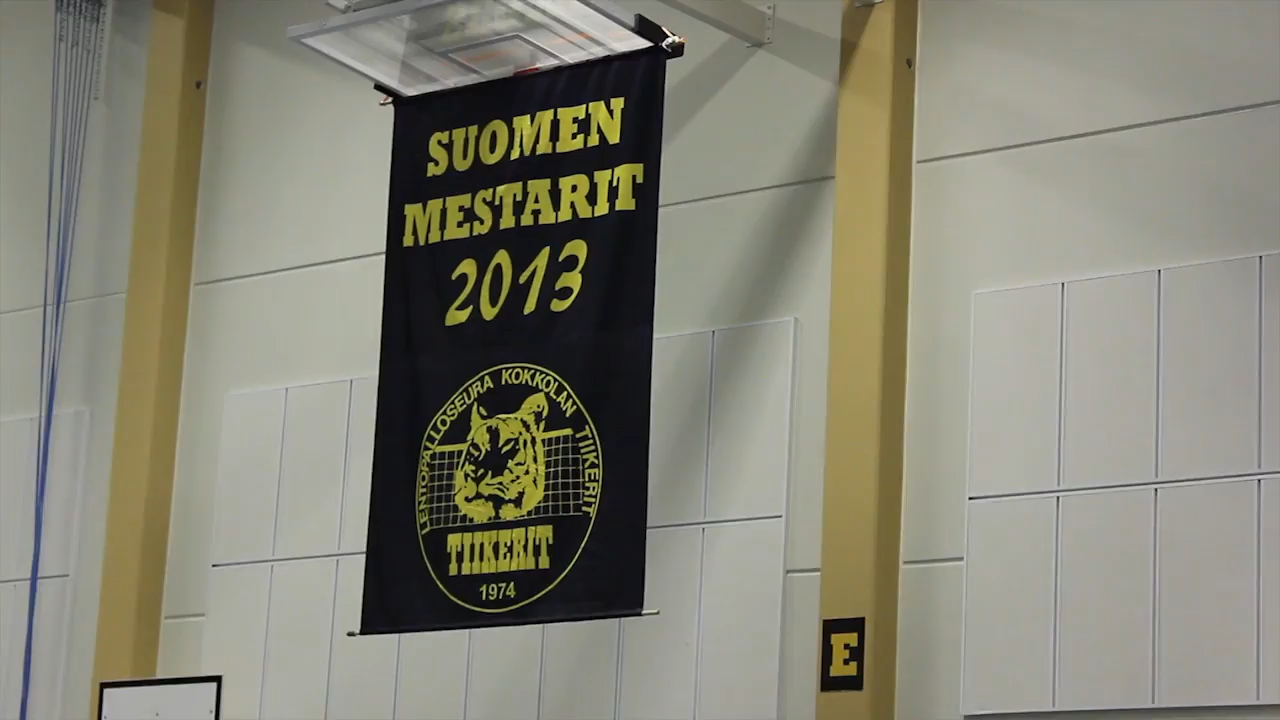 SUOMEN
MESTARIT
2013
LENTOPALLOSEURA KOKKOLAN TIIKERIT
TIIKERIT
1974
E